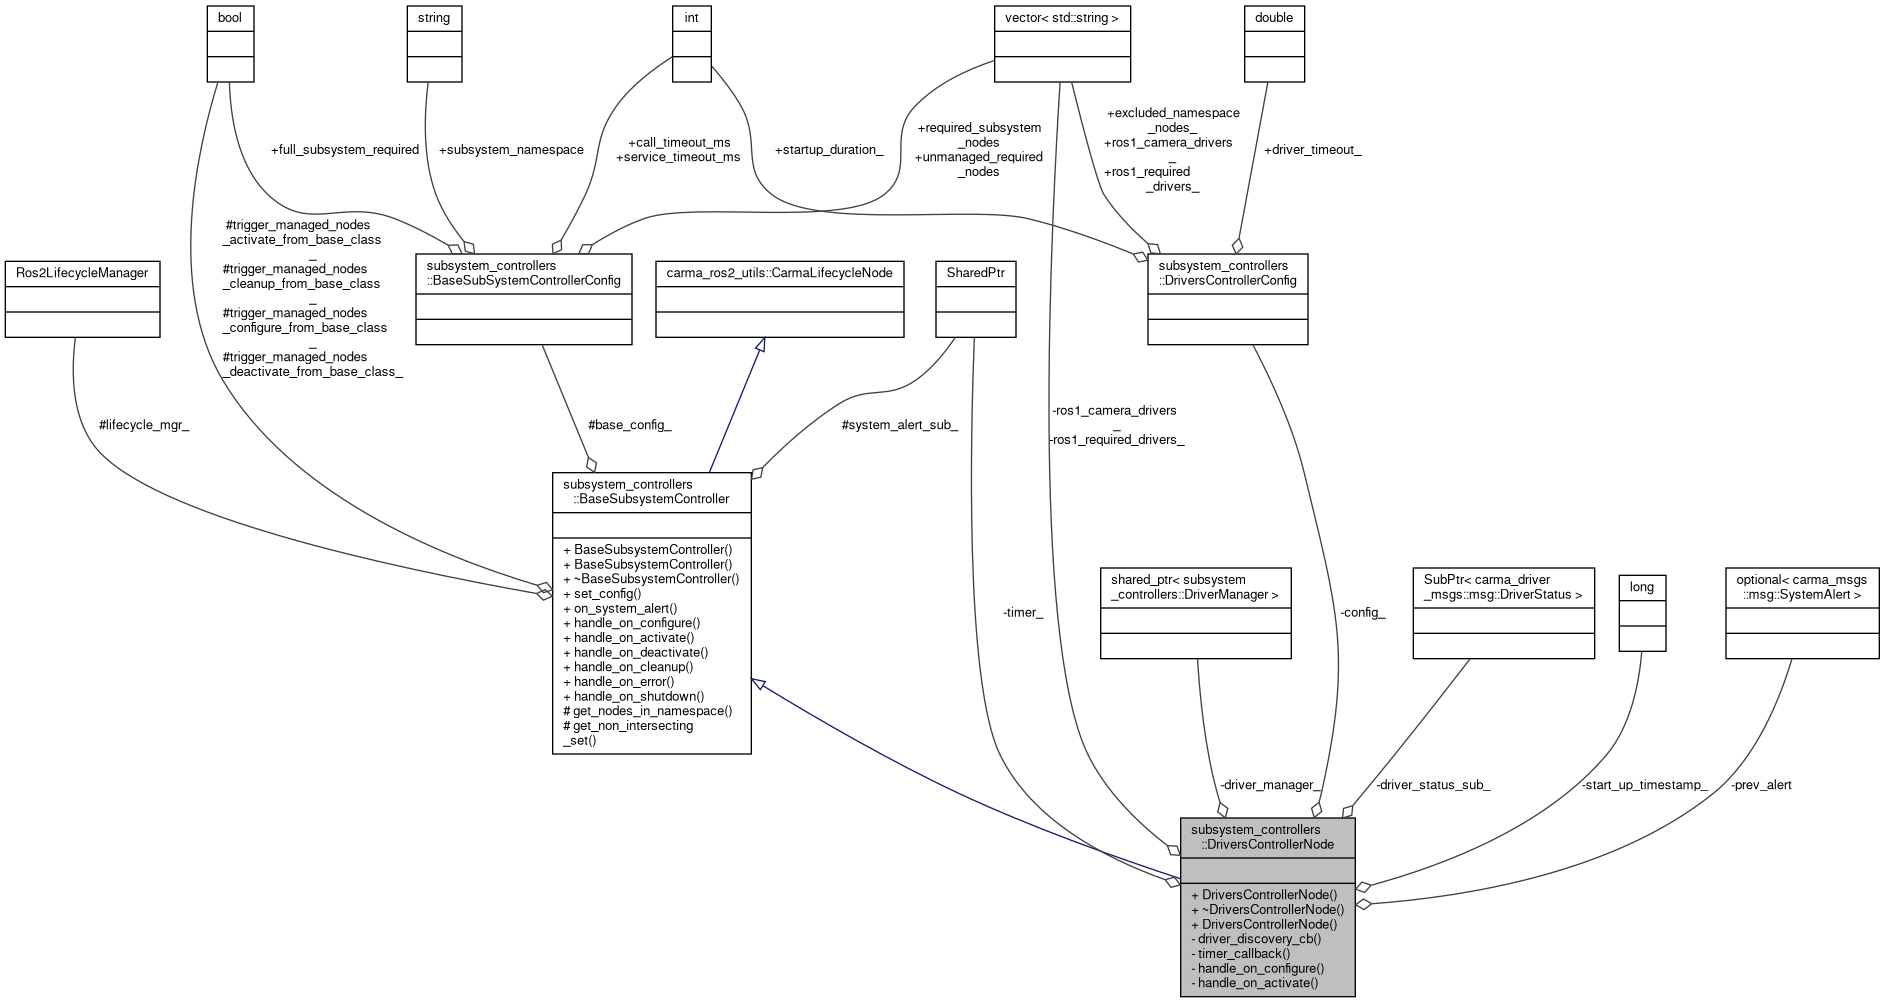 bool
string
int
vector< std::string >
double
+excluded_namespace
_nodes_
+ros1_camera_drivers
_
+ros1_required
_drivers_
+full_subsystem_required
+subsystem_namespace
+call_timeout_ms
+service_timeout_ms
+startup_duration_
+required_subsystem
_nodes
+unmanaged_required
_nodes
+driver_timeout_
#trigger_managed_nodes
_activate_from_base_class
_
#trigger_managed_nodes
_cleanup_from_base_class
_
#trigger_managed_nodes
_configure_from_base_class
_
#trigger_managed_nodes
_deactivate_from_base_class_
Ros2LifecycleManager
subsystem_controllers
::BaseSubSystemControllerConfig
carma_ros2_utils::CarmaLifecycleNode
SharedPtr
subsystem_controllers
::DriversControllerConfig
#lifecycle_mgr_
#base_config_
#system_alert_sub_
-ros1_camera_drivers
_
-ros1_required_drivers_
subsystem_controllers
::BaseSubsystemController
+ BaseSubsystemController()
+ BaseSubsystemController()
+ ~BaseSubsystemController()
+ set_config()
+ on_system_alert()
+ handle_on_configure()
+ handle_on_activate()
+ handle_on_deactivate()
+ handle_on_cleanup()
+ handle_on_error()
+ handle_on_shutdown()
# get_nodes_in_namespace()
# get_non_intersecting
_set()
-timer_
shared_ptr< subsystem
_controllers::DriverManager >
-config_
SubPtr< carma_driver
_msgs::msg::DriverStatus >
long
optional< carma_msgs
::msg::SystemAlert >
-driver_manager_
-driver_status_sub_
-start_up_timestamp_
-prev_alert
subsystem_controllers
::DriversControllerNode
+ DriversControllerNode()
+ ~DriversControllerNode()
+ DriversControllerNode()
- driver_discovery_cb()
- timer_callback()
- handle_on_configure()
- handle_on_activate()